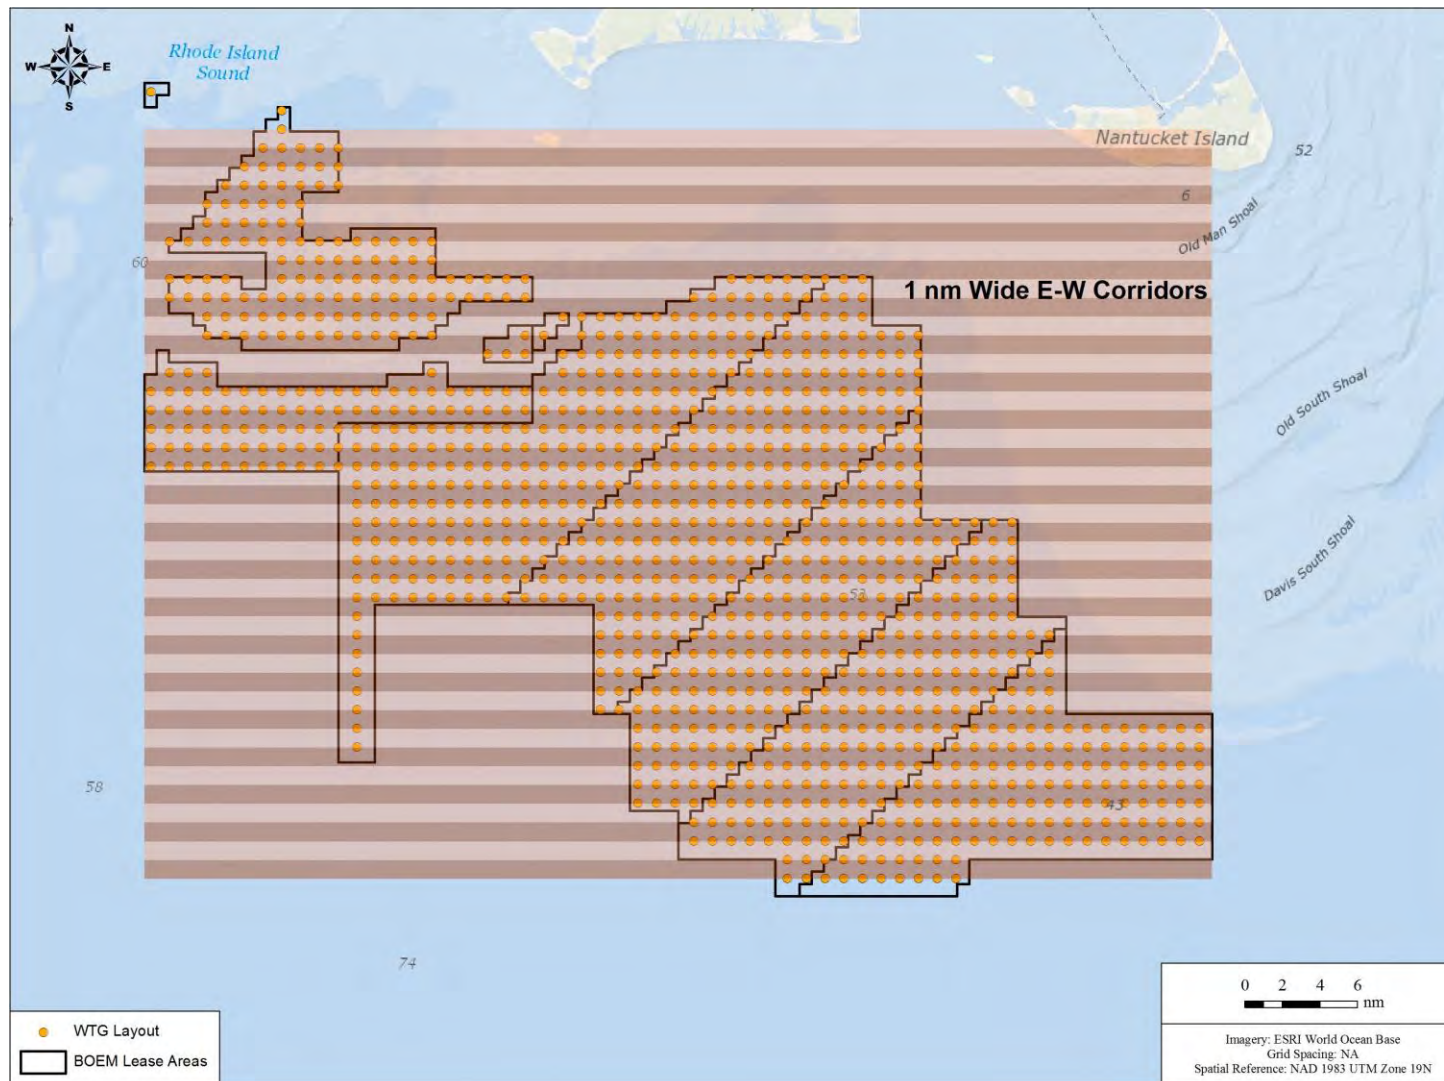 N
W
E
S
Rhode Island
Sound
Nantucket Island
52
6
Old Man Shoal
60
1 nm Wide E-W Corridors
Old South Shoal
Davis South Shoal
53
58
43
74
0 2 4 6
nm
WTG Layout
BOEM Lease Areas
Imagery: ESRI World Ocean Base
Grid Spacing: NA
Spatial Reference: NAD 1983 UTM Zone 19N